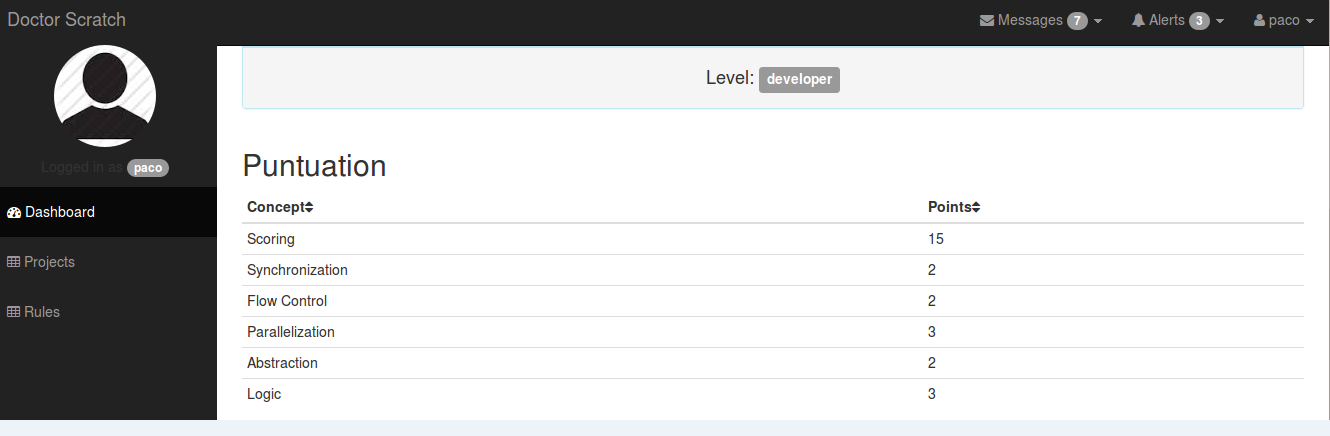 Doctor Scratch
Messages 7
Alerts 3
paco
Logged in as paco
Dashboard
Projects
Rules
Level: developer
Puntuation
Concept Points
Scoring 15
Synchronization 2
Flow Control 2
Parallelization 3
Abstraction 2
Logic 3